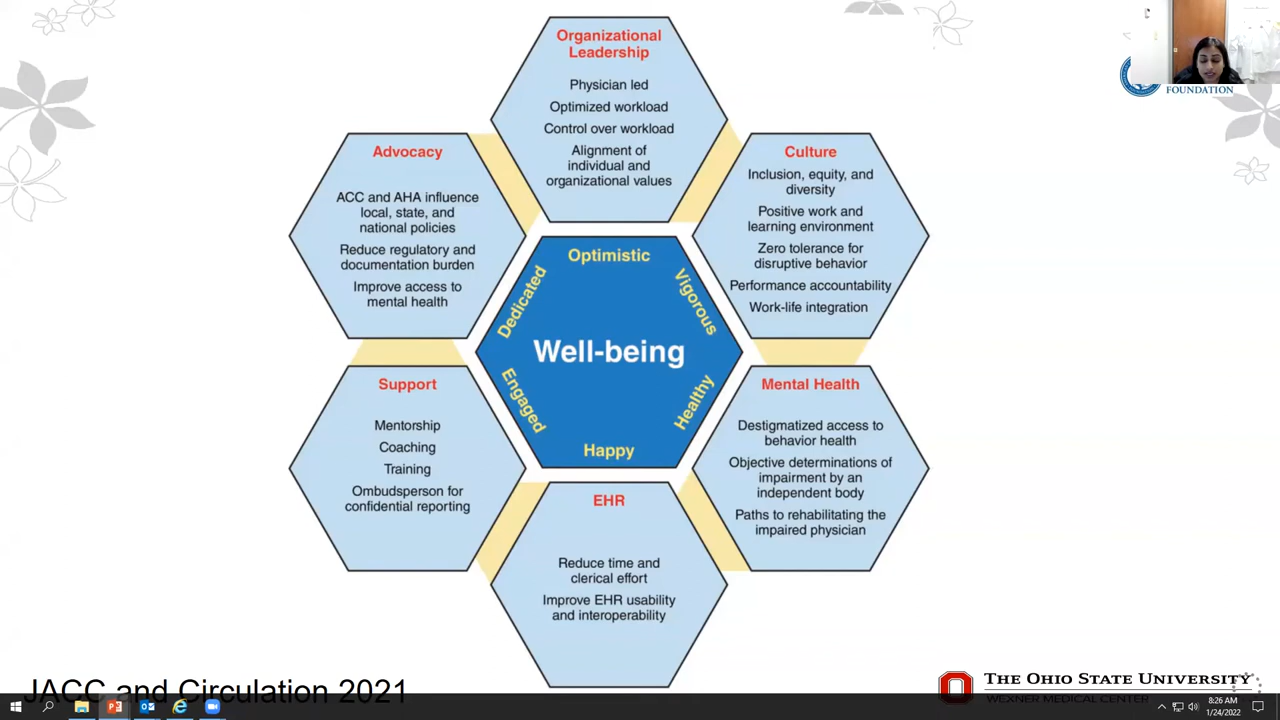 Organizational
Leadership
Physician led
Optimized workload
Control over workload
Alignment of
individual and
organizational values
FOUNDATION
Advocacy
ACC and AHA influence
local, state, and
national policies
Reduce regulatory and
documentation burden
Improve access to
mental health
Culture
Inclusion, equity, and
diversity
Positive work and
learning environment
Zero tolerance for
disruptive behavior
Performance accountability
Work-life integration
Optimistic
Dedicated
Vigorous
Well-being
Engaged
Healthy
Happy
Support
Mentorship
Coaching
Training
Ombudsperson for
confidential reporting
Mental Health
Destigmatized access to
behavior health
Objective determinations of
impairment by an
independent body
Paths to rehabilitating the
impaired physician
EHR
Reduce time and
clerical effort
Improve EHR usability
and interoperability
JACC and Circulation 2021
THE OHIO STATE UNIVERSITY
WEXNER MEDICAL CENTER
8:26 AM
1/24/2022